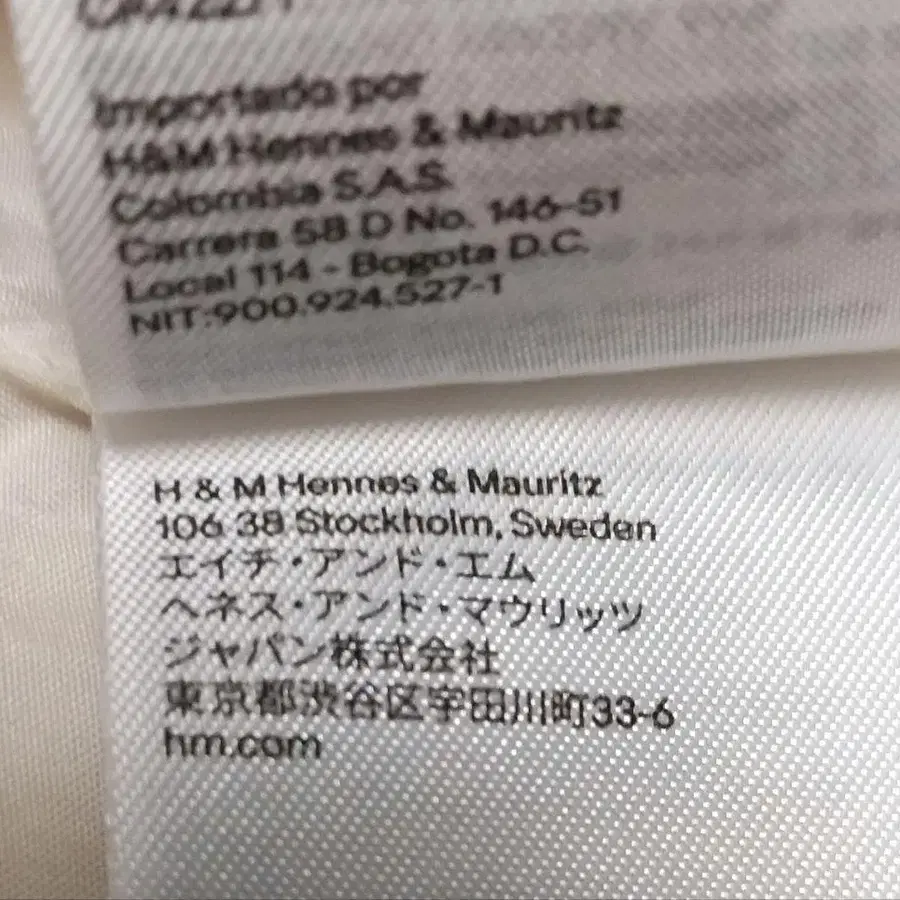 Importado por
H&M Hennes & Mauritz
Colombia S.A.S.
Carrera 58 D No. 146-51
Local 114 - Bogota D.C.
NIT:900.924.527-1
H & M Hennes & Mauritz
106 38 Stockholm, Sweden
エイチ・アンド・エム
ヘネス・アンド・マウリッツ
ジャパン株式会社
東京都渋谷区宇田川町33-6
hm.com